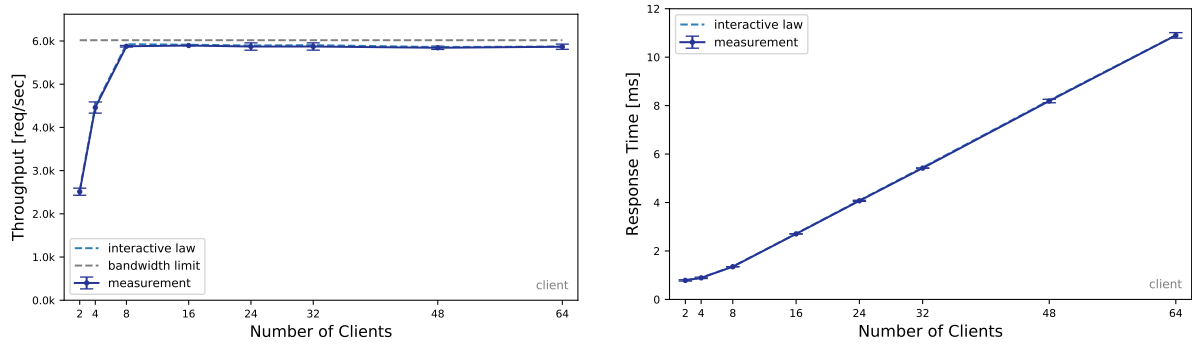 6.0k
5.0k
4.0k
3.0k
2.0k
1.0k
0.0k
Throughput [req/sec]
interactive law
bandwidth limit
measurement
client
2 4 8 16 24 32 48 64
Number of Clients
12
10
8
6
4
2
0
Response Time [ms]
interactive law
measurement
client
2 4 8 16 24 32 48 64
Number of Clients